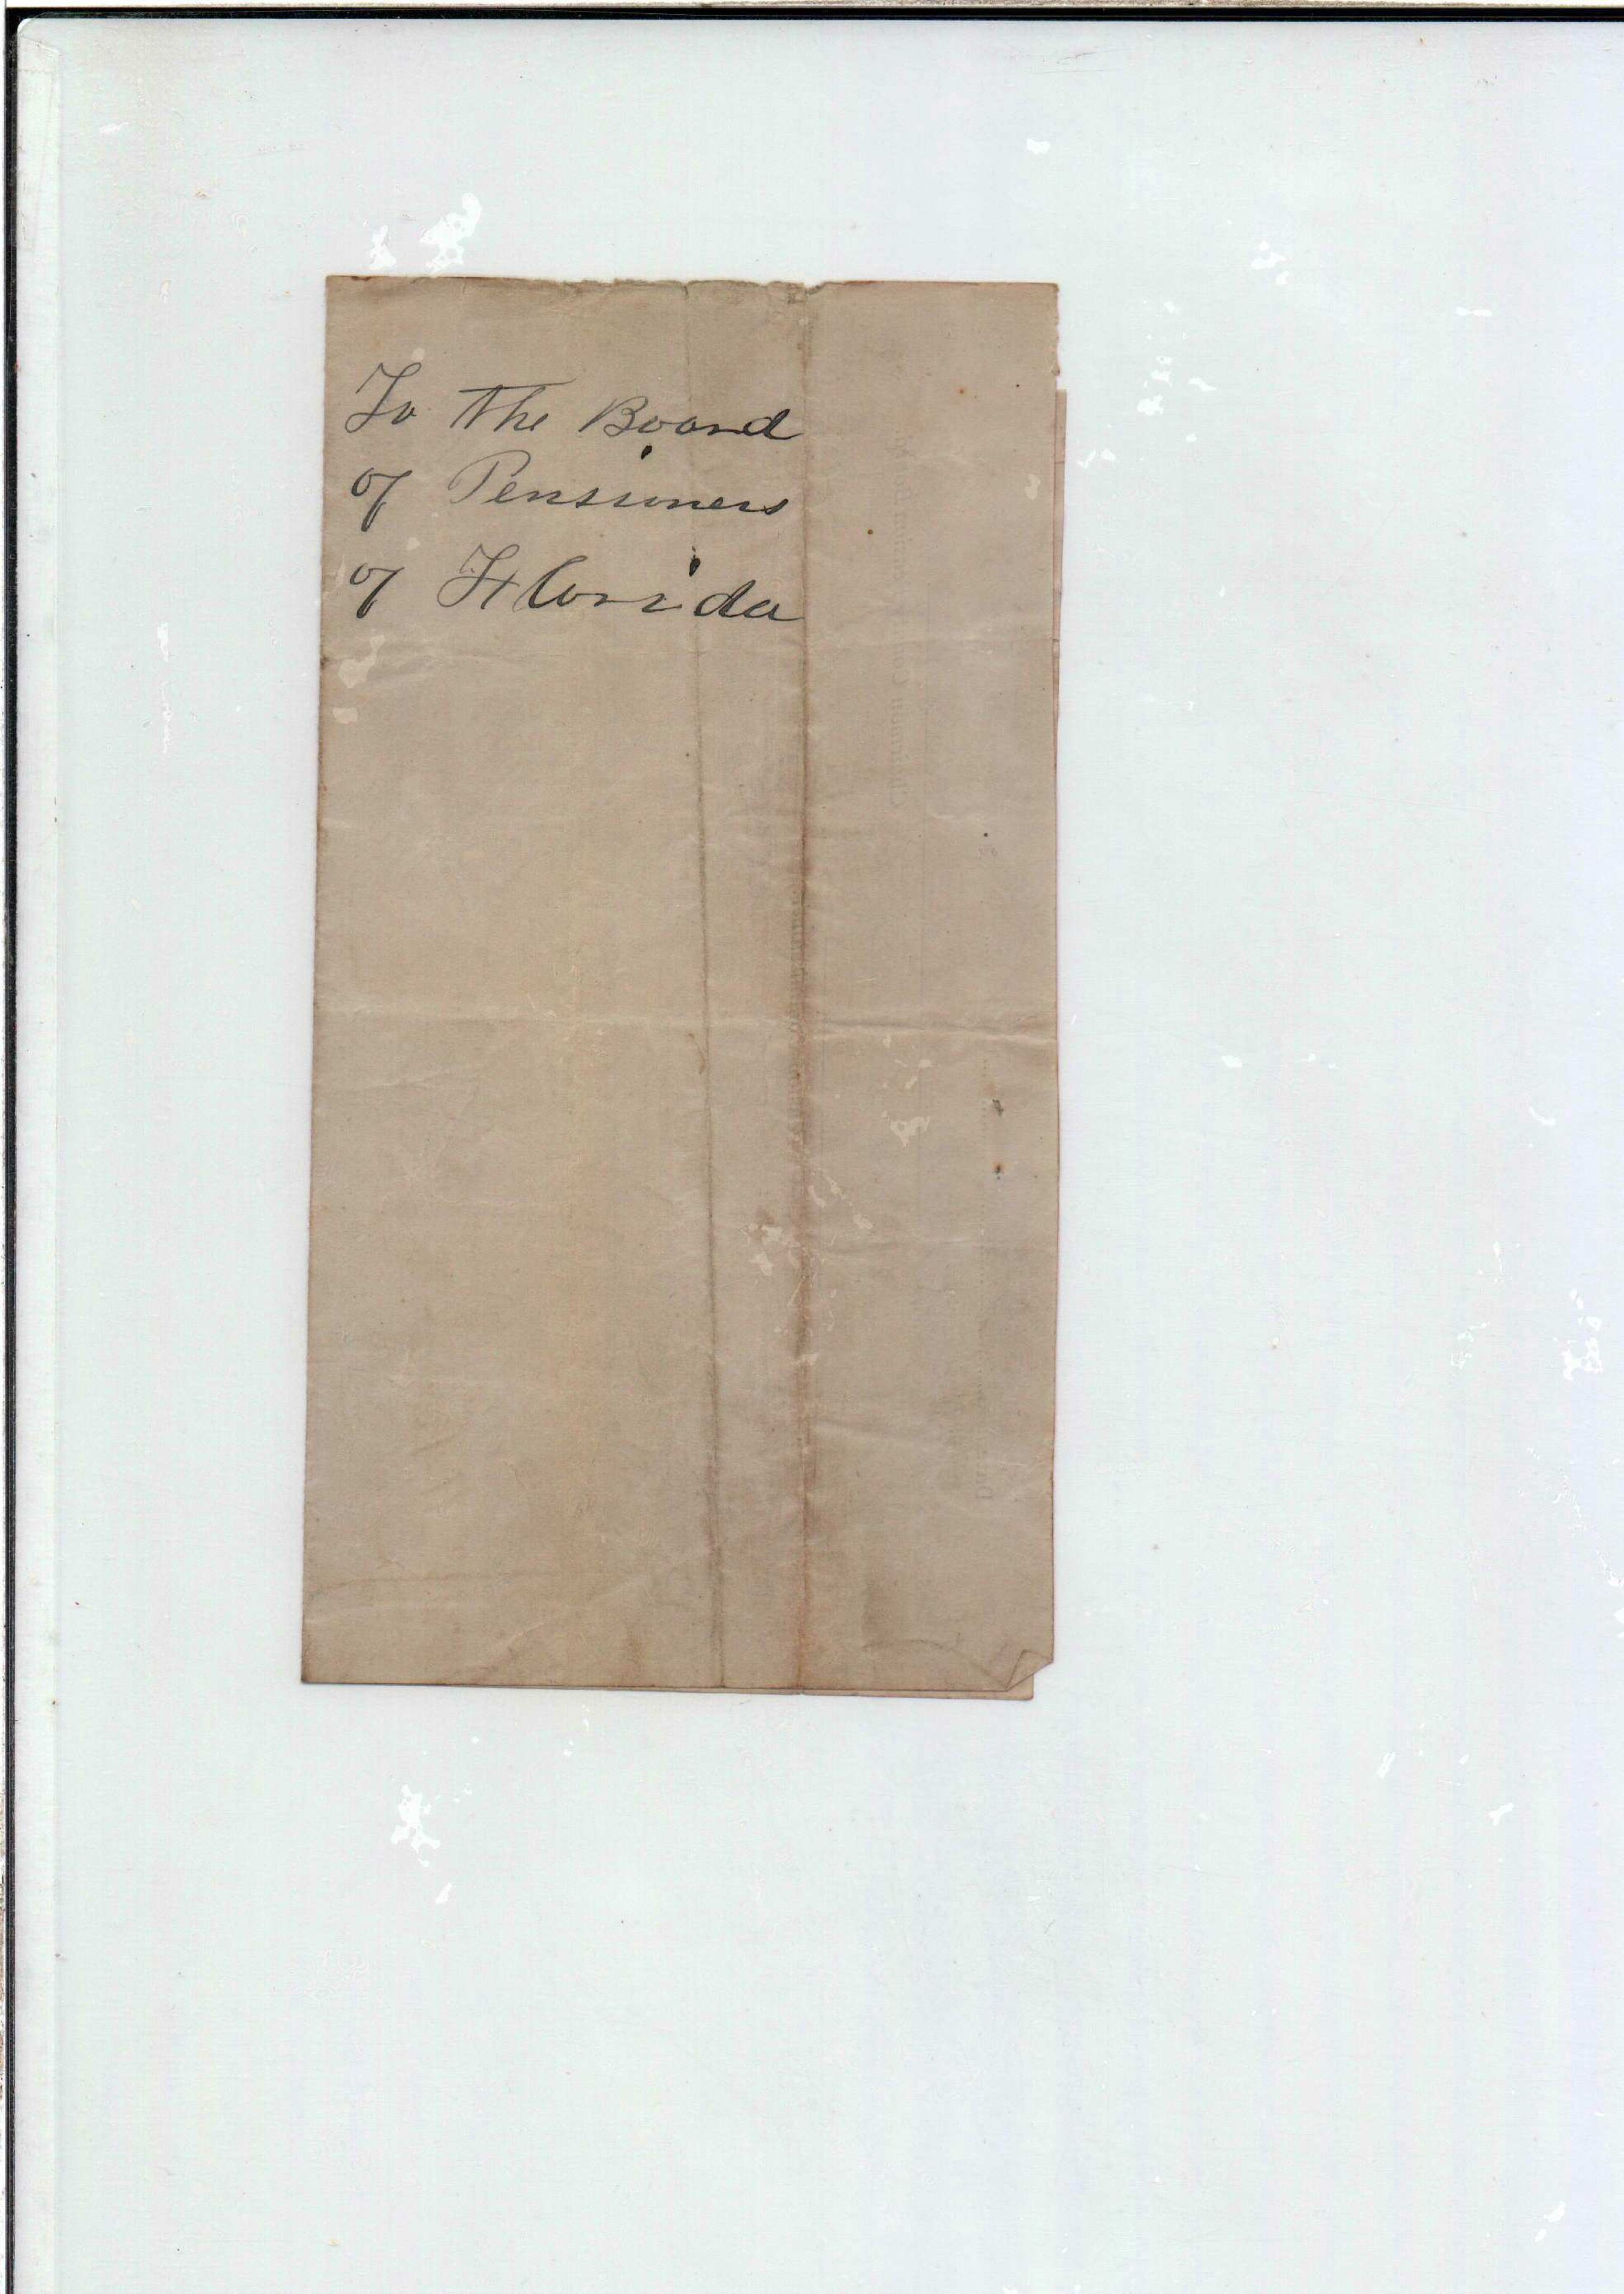 To the Board
of Pensioners
of Florida